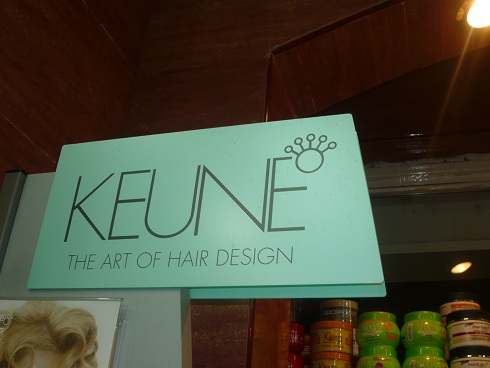 KEUNE
THE ART OF HAIR DESIGN